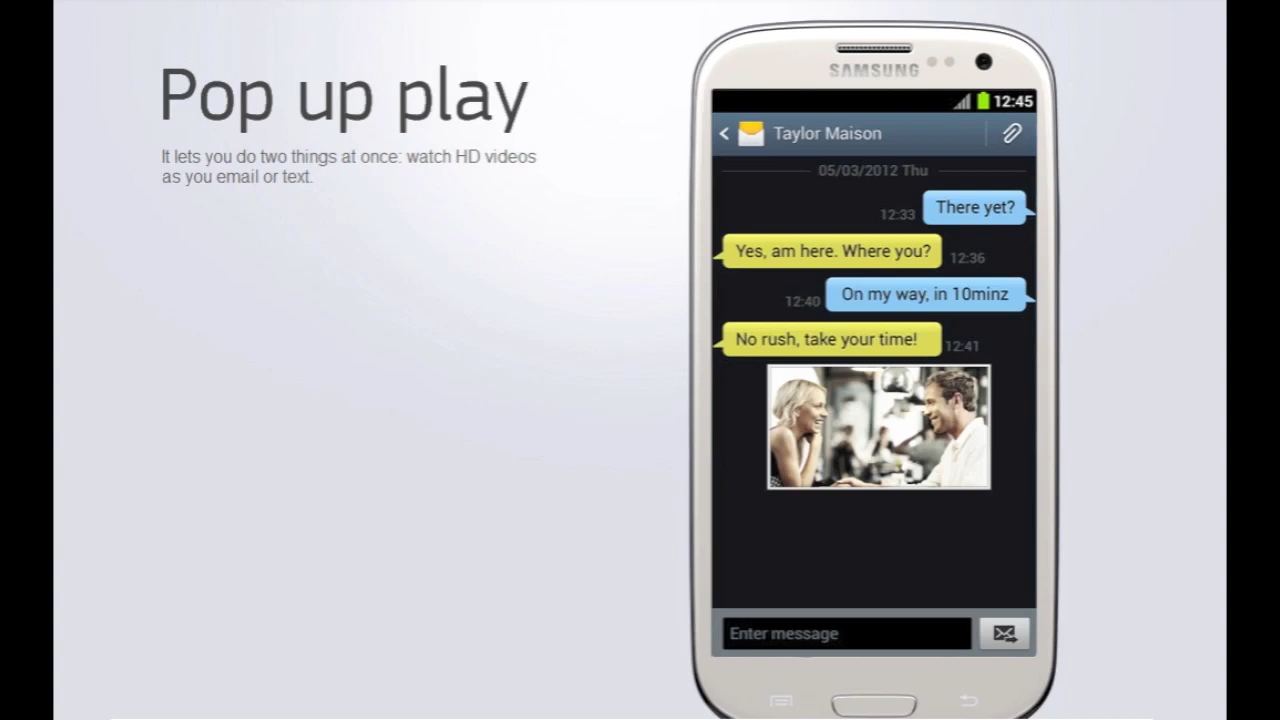 Pop up play
It lets you do two things at once: watch HD videos
as you email or text.
SAMSUNG
12:45
Taylor Maison
05/03/2012 Thu
12:33 There yet?
Yes, am here. Where you? 12:36
12:40 On my way, in 10minz
No rush, take your time! 12:41
Enter message